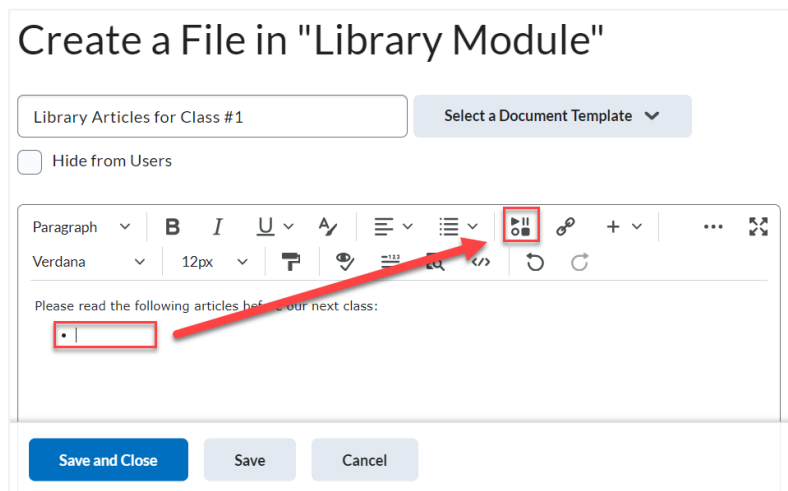 Create a File in "Library Module"
Library Articles for Class #1
Select a Document Template
Hide from Users
Paragraph B I U A
Verdana 12px
Please read the following articles before our next class:
Save and Close Save Cancel